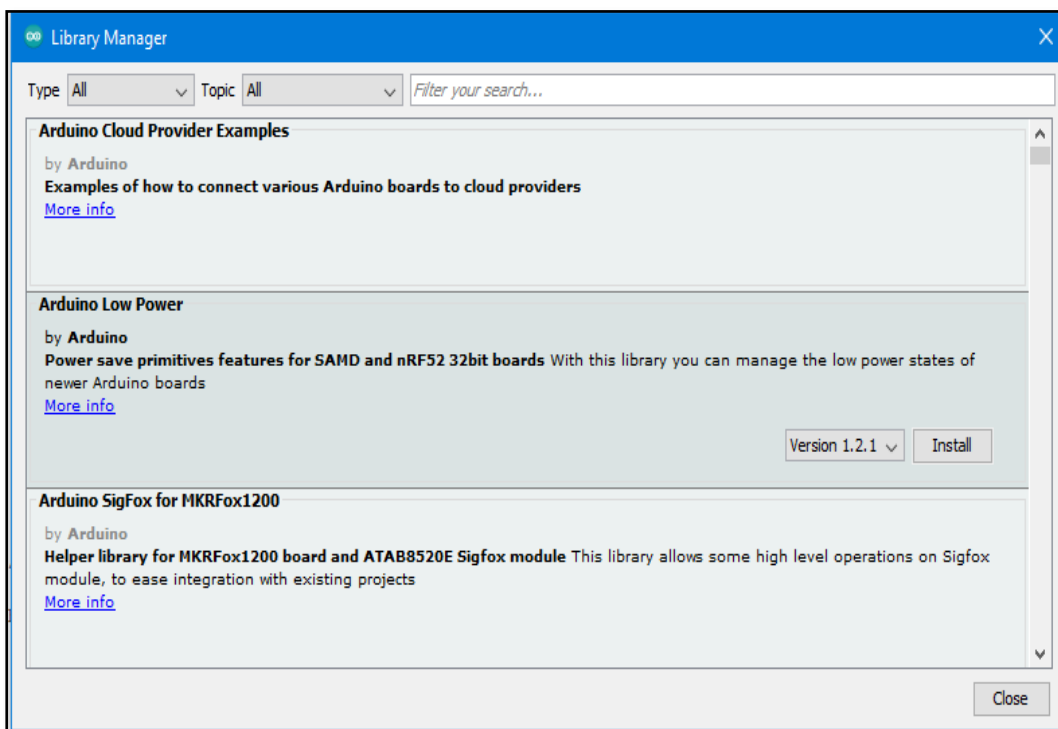 Library Manager
Type All Topic All Filter your search...
Arduino Cloud Provider Examples
by Arduino
Examples of how to connect various Arduino boards to cloud providers
More info
Arduino Low Power
by Arduino
Power save primitives features for SAMD and nRF52 32bit boards With this library you can manage the low power states of
newer Arduino boards
More info
Version 1.2.1 Install
Arduino SigFox for MKRFox1200
by Arduino
Helper library for MKRFox1200 board and ATAB8520E Sigfox module This library allows some high level operations on Sigfox
module, to ease integration with existing projects
More info
Close